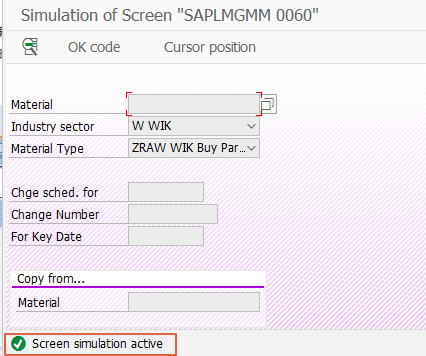 Simulation of Screen "SAPLMGMM 0060"
OK code Cursor position
Material
Industry sector W WIK
Material Type ZRAW WIK Buy Par...
Chge sched. for
Change Number
For Key Date
Copy from...
Material
Screen simulation active